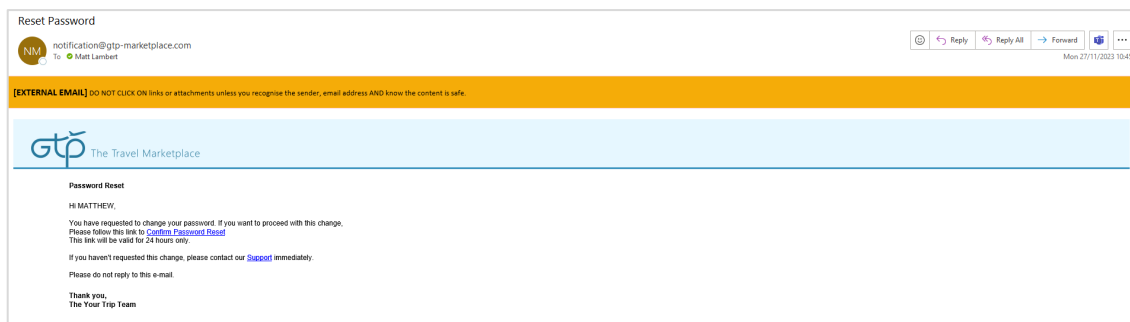 Reset Password
NM
notification@gtp-marketplace.com
To Matt Lambert
Reply Reply All Forward
Mon 27/11/2023 10:45
[EXTERNAL EMAIL] DO NOT CLICK ON links or attachments unless you recognise the sender, email address AND know the content is safe.
gtp The Travel Marketplace
Password Reset
Hi MATTHEW,
You have requested to change your password. If you want to proceed with this change,
Please follow this link to Confirm Password Reset
This link will be valid for 24 hours only.
If you haven't requested this change, please contact our Support immediately.
Please do not reply to this e-mail.
Thank you,
The Your Trip Team